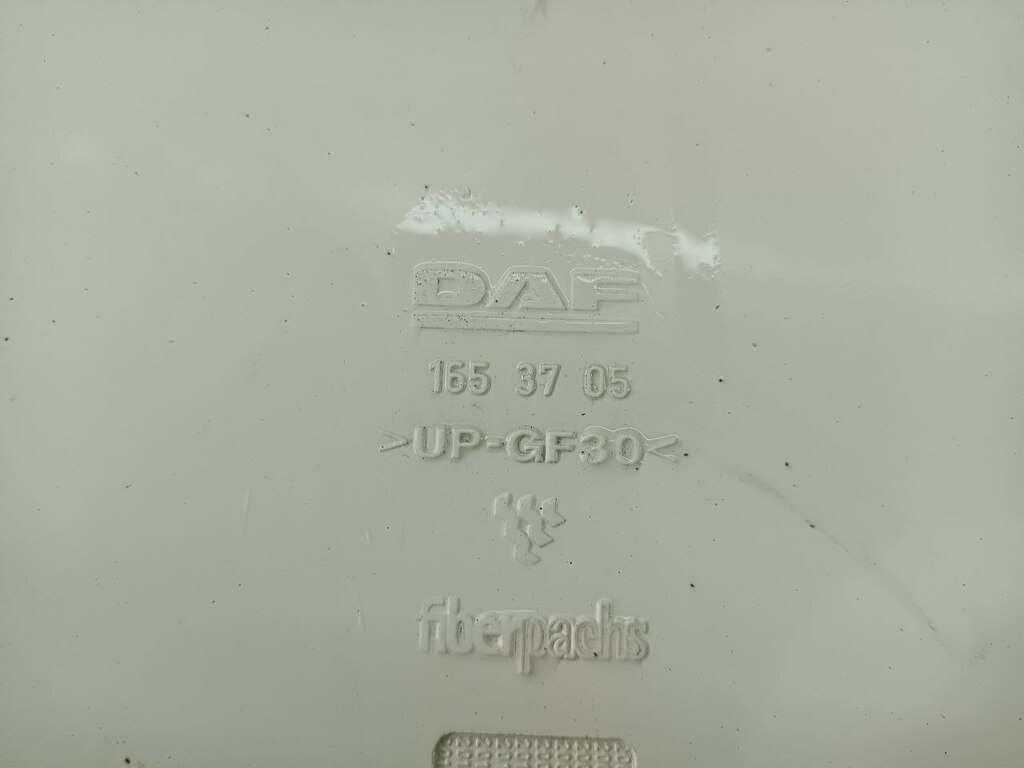 DAF
165 37 05
>UP-GF30<
fiberpachs